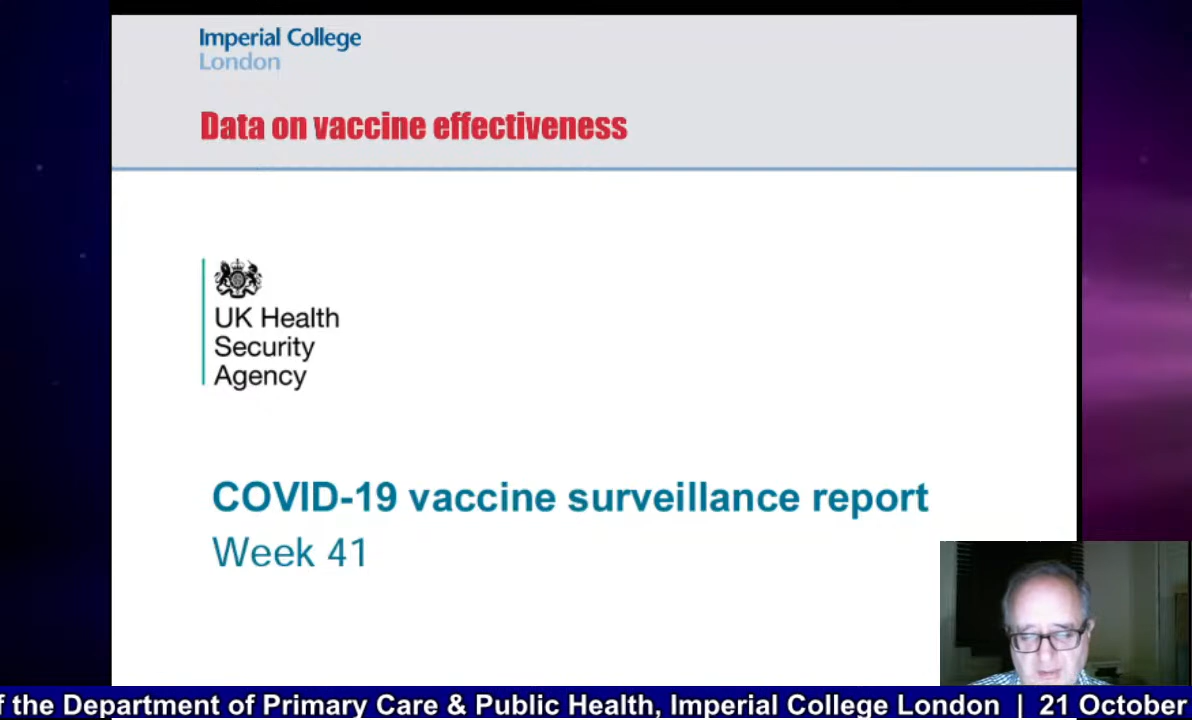 Imperial College
London
Data on vaccine effectiveness
UK Health
Security
Agency
COVID-19 vaccine surveillance report
Week 41
the Department of Primary Care & Public Health, Imperial College London | 21 October